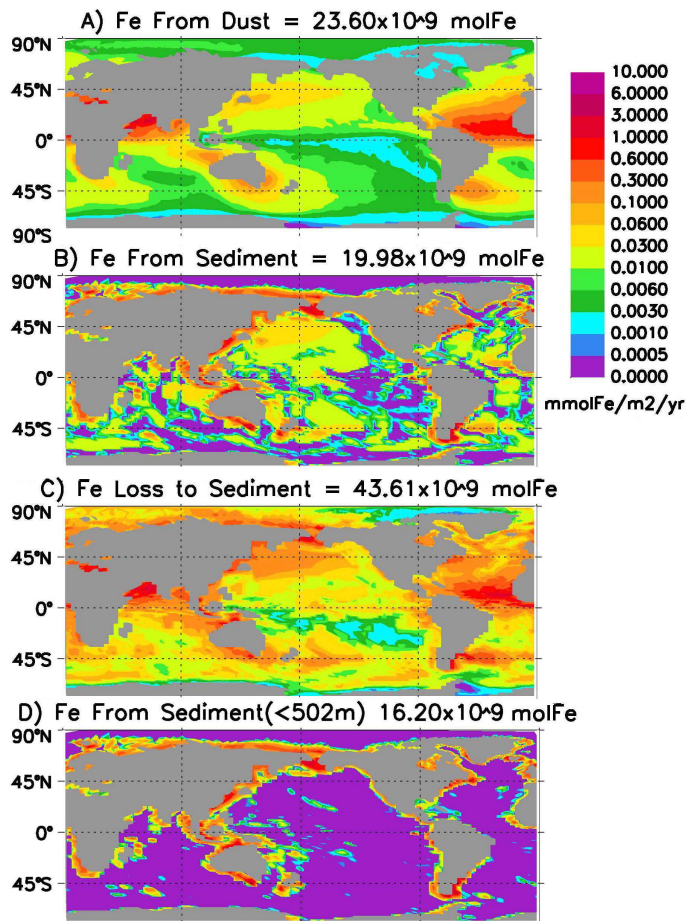 A) Fe From Dust = 23.60x10^9 molFe
90°N
45°N
0°
45°S
90°S
B) Fe From Sediment = 19.98x10^9 molFe
90°N
45°N
0°
45°S
C) Fe Loss to Sediment = 43.61x10^9 molFe
90°N
45°N
0°
45°S
D) Fe From Sediment(<502m) 16.20x10^9 molFe
90°N
45°N
0°
45°S
10.000
6.0000
3.0000
1.0000
0.6000
0.3000
0.1000
0.0600
0.0300
0.0100
0.0060
0.0030
0.0010
0.0005
0.0000
mmolFe/m2/yr